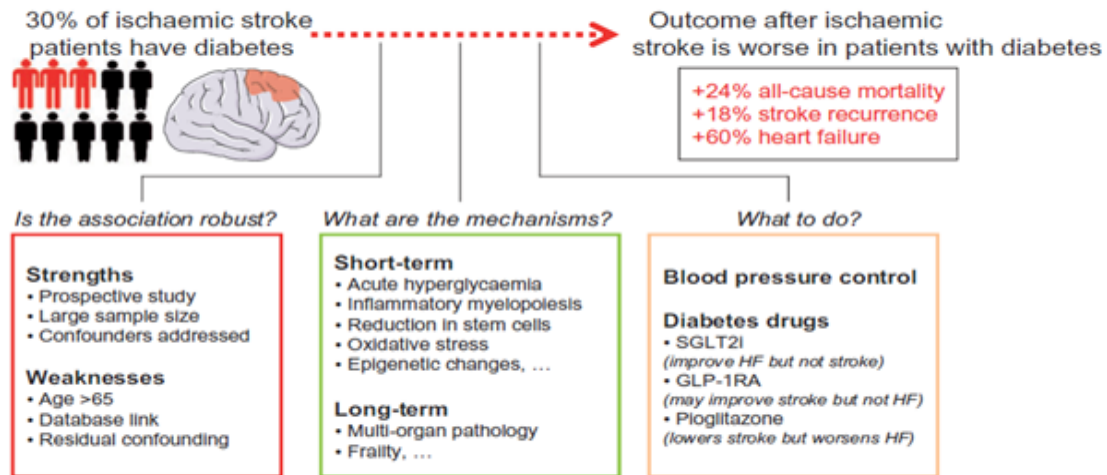 30% of ischaemic stroke
patients have diabetes
Outcome after ischaemic
stroke is worse in patients with diabetes
+24% all-cause mortality
+18% stroke recurrence
+60% heart failure
Is the association robust?
Strengths
• Prospective study
• Large sample size
• Confounders addressed
Weaknesses
• Age >65
• Database link
• Residual confounding
What are the mechanisms?
Short-term
• Acute hyperglycaemia
• Inflammatory myelopoiesis
• Reduction in stem cells
• Oxidative stress
• Epigenetic changes, …
Long-term
• Multi-organ pathology
• Frailty, …
What to do?
Blood pressure control
Diabetes drugs
• SGLT2i
(improve HF but not stroke)
• GLP-1RA
(may improve stroke but not HF)
• Pioglitazone
(lowers stroke but worsens HF)